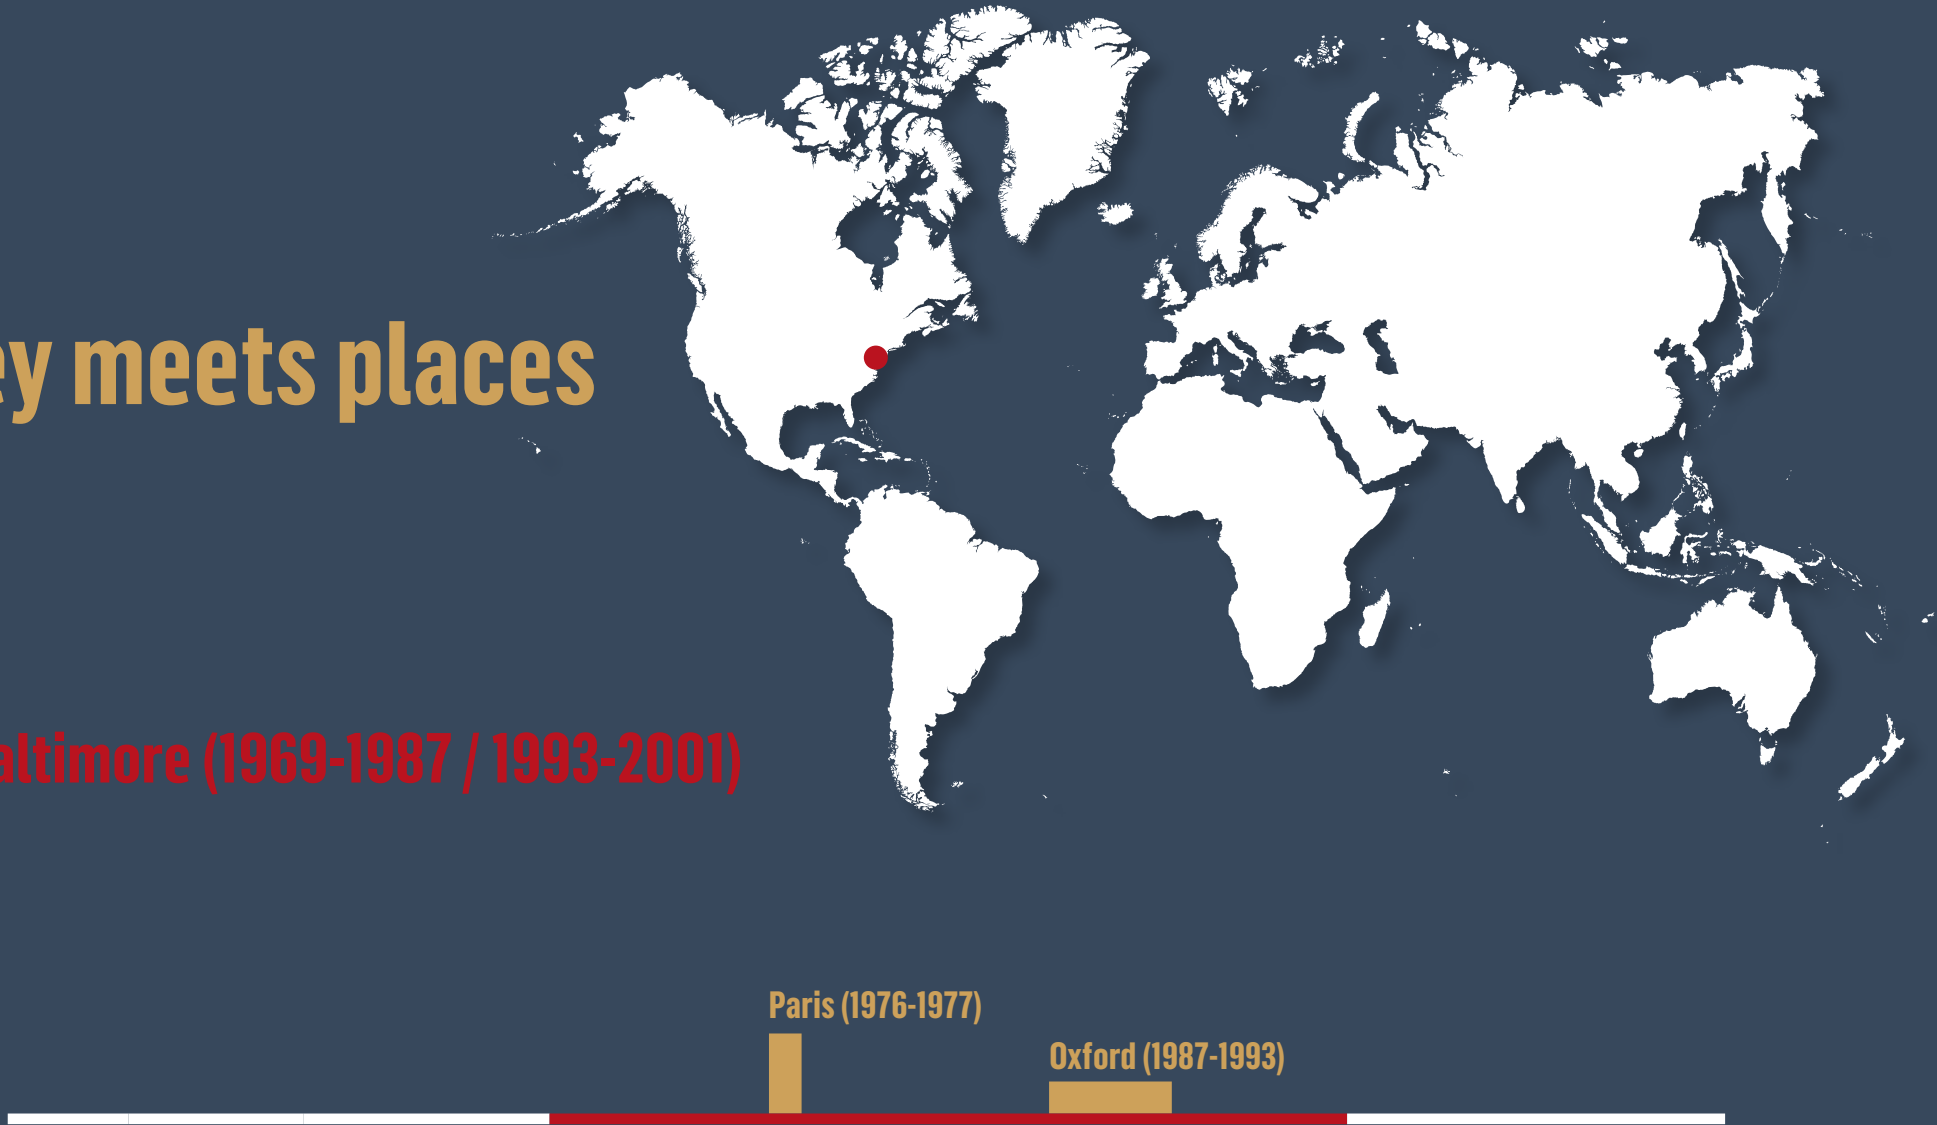 ey meets places
altimore (1969-1987 / 1993-2001)
Paris (1976-1977)
Oxford (1987-1993)